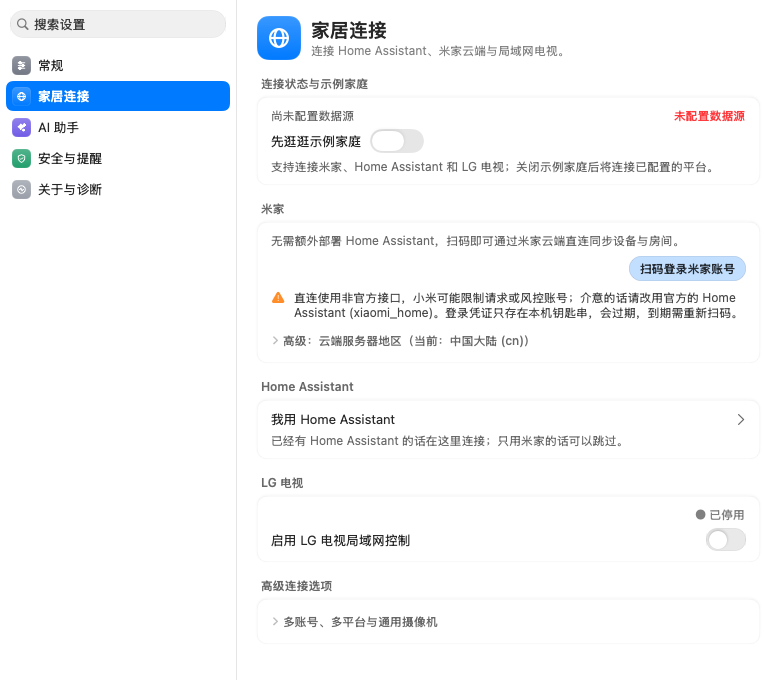 搜索设置
常规
家居连接
AI 助手
安全与提醒
关于与诊断
家居连接
连接 Home Assistant、米家云端与局域网电视。
连接状态与示例家庭
尚未配置数据源
未配置数据源
先逛逛示例家庭
支持连接米家、Home Assistant 和 LG 电视；关闭示例家庭后将连接已配置的平台。
米家
无需额外部署 Home Assistant，扫码即可通过米家云端直连同步设备与房间。
扫码登录米家账号
直连使用非官方接口，小米可能限制请求或风控账号；介意的话请改用官方的 Home
Assistant (xiaomi_home)。登录凭证只存在本机钥匙串，会过期，到期需重新扫码。
高级：云端服务器地区（当前：中国大陆 (cn)）
Home Assistant
我用 Home Assistant
已经有 Home Assistant 的话在这里连接；只用米家的话可以跳过。
LG 电视
已停用
启用 LG 电视局域网控制
高级连接选项
多账号、多平台与通用摄像机